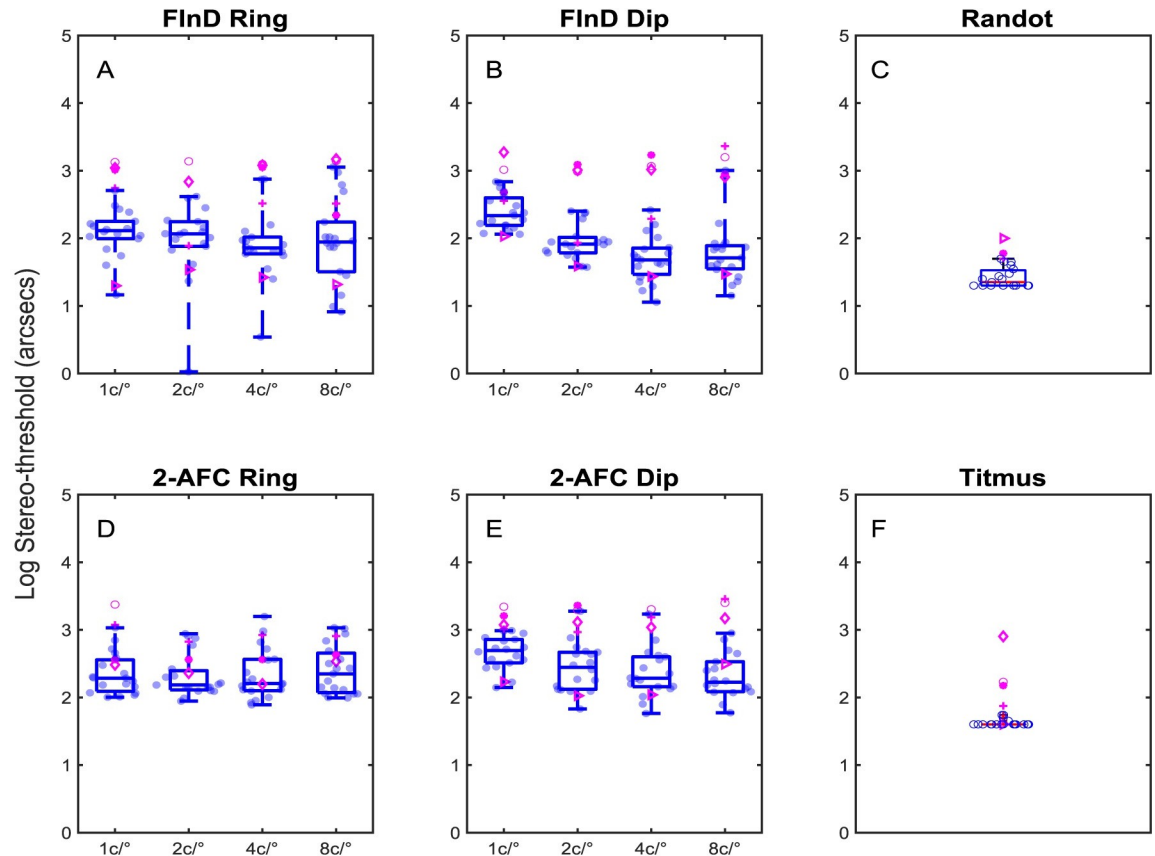 FInD Ring
FInD Dip
Randot
5
4
3
2
1
0
A
1c/° 2c/° 4c/° 8c/°
5
4
3
2
1
0
B
1c/° 2c/° 4c/° 8c/°
5
4
3
2
1
0
C
Log Stereo-threshold (arcsecs)
2-AFC Ring
2-AFC Dip
Titmus
5
4
3
2
1
0
D
1c/° 2c/° 4c/° 8c/°
5
4
3
2
1
0
E
1c/° 2c/° 4c/° 8c/°
5
4
3
2
1
0
F